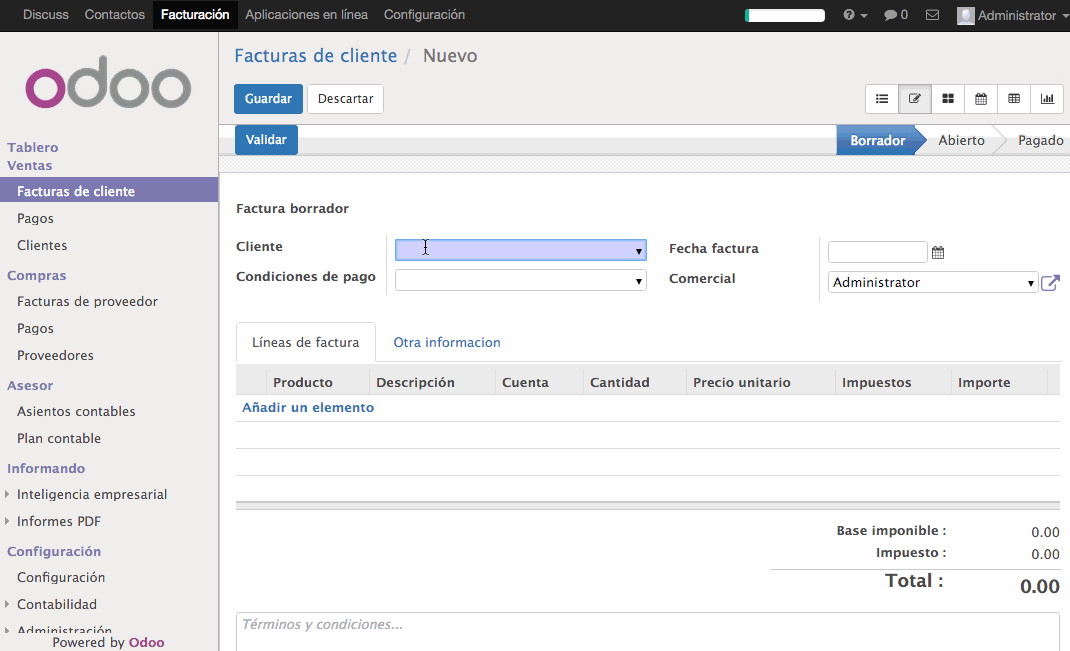 Discuss Contactos Facturación Aplicaciones en línea Configuración 0 Administrator
odoo
Tablero
Ventas
Facturas de cliente
Pagos
Clientes
Compras
Facturas de proveedor
Pagos
Proveedores
Asesor
Asientos contables
Plan contable
Informando
Inteligencia empresarial
Informes PDF
Configuración
Configuración
Contabilidad
Administración
Powered by Odoo
Facturas de cliente / Nuevo
Guardar Descartar
Validar Borrador Abierto Pagado
Factura borrador
Cliente Fecha factura
Condiciones de pago Comercial Administrator
Líneas de factura Otra informacion
Producto Descripción Cuenta Cantidad Precio unitario Impuestos Importe
Añadir un elemento
Base imponible : 0.00
Impuesto : 0.00
Total : 0.00
Términos y condiciones...